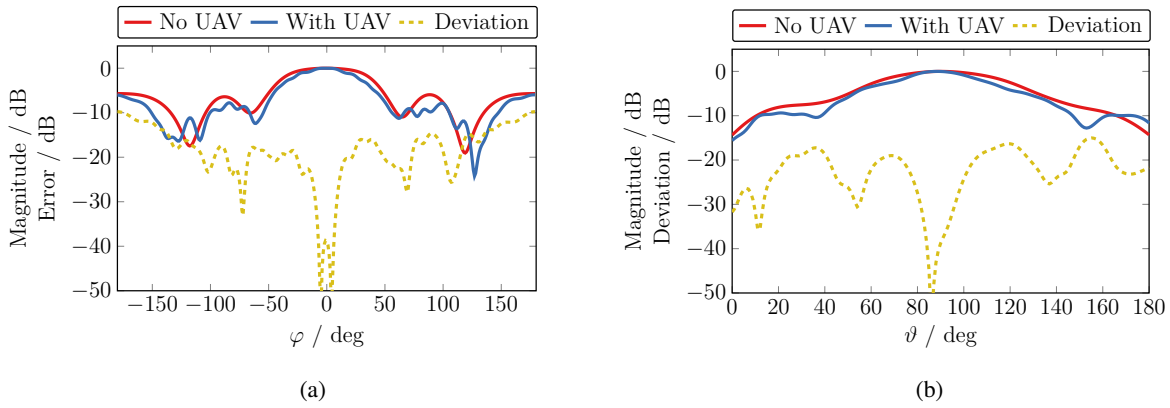 No UAV With UAV Deviation
Magnitude / dB
Error / dB
0
−10
−20
−30
−40
−50
−150 −100 −50 0 50 100 150
φ / deg
(a)
No UAV With UAV Deviation
Magnitude / dB
Deviation / dB
0
−10
−20
−30
−40
−50
0 20 40 60 80 100 120 140 160 180
ϑ / deg
(b)